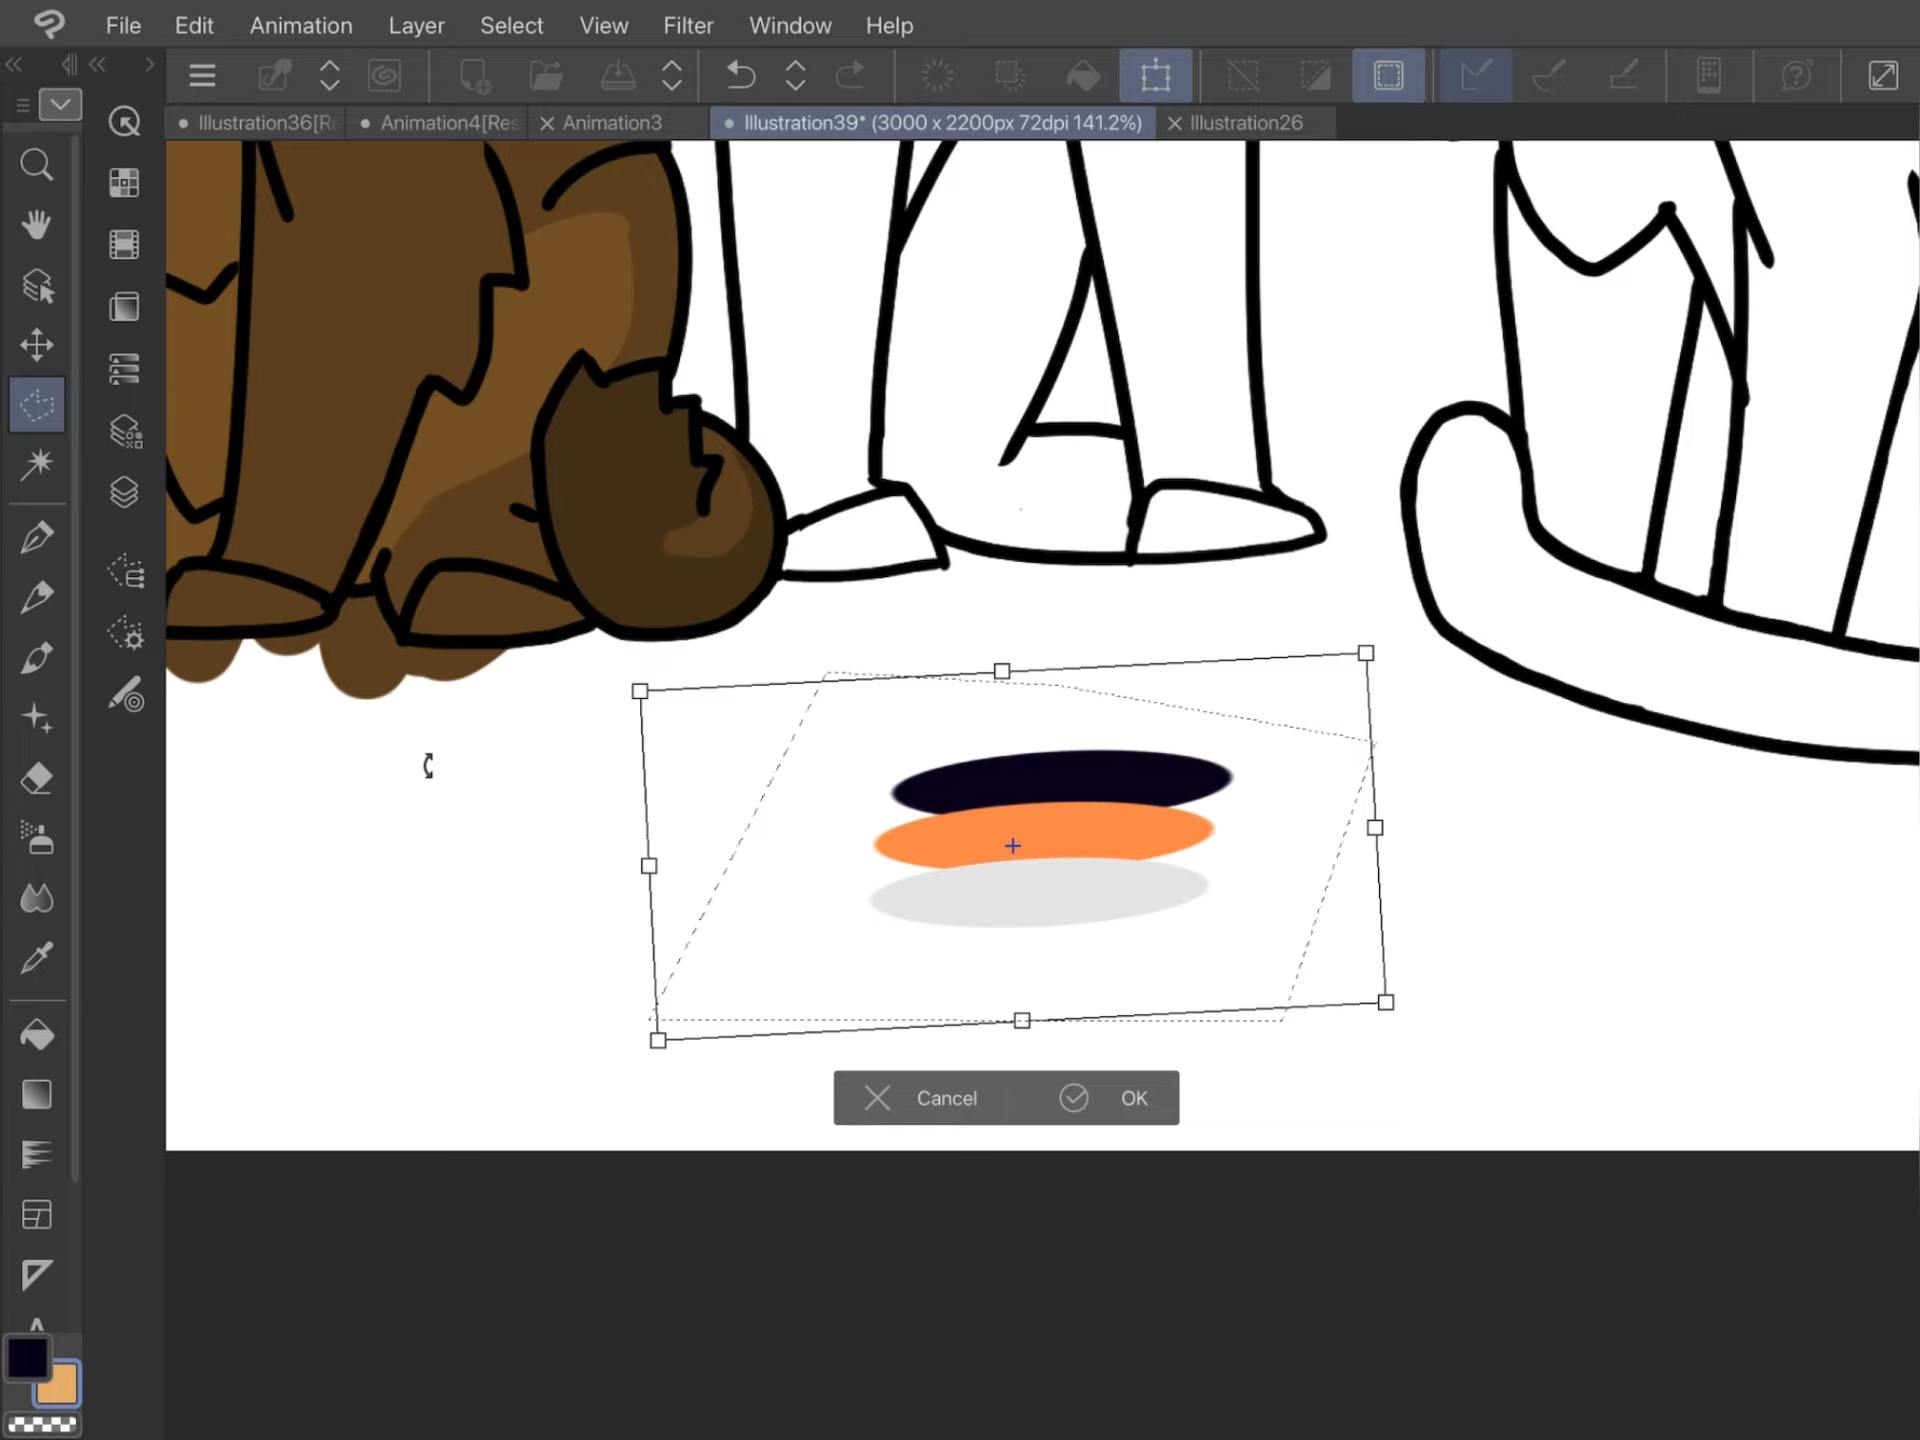 File Edit Animation Layer Select View Filter Window Help
Illustration36[R Animation4[Res Animation3 Illustration39* (3000 x 2200px 72dpi 141.2%) Illustration26
Cancel OK